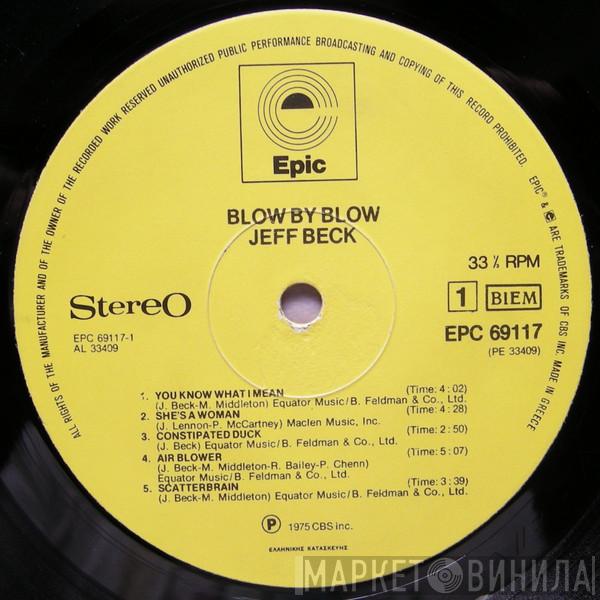 ALL RIGHTS OF THE MANUFACTURER AND OF THE OWNER OF THE RECORDED WORK RESERVED UNAUTHORIZED PUBLIC PERFORMANCE BROADCASTING AND COPYING OF THIS RECORD PROHIBITED. EPIC® & e ARE TRADEMARKS OF CBS INC. MADE IN GREECE
Epic
BLOW BY BLOW
JEFF BECK
33⅓ RPM
Stereo
1 BIEM
EPC 69117-1
AL 33409
EPC 69117
(PE 33409)
1. YOU KNOW WHAT I MEAN (Time: 4:02)
(J. Beck-M. Middleton) Equator Music/B. Feldman & Co., Ltd.
2. SHE'S A WOMAN (Time: 4:28)
(J. Lennon-P. McCartney) Maclen Music, Inc.
3. CONSTIPATED DUCK (Time: 2:50)
(J. Beck) Equator Music/B. Feldman & Co., Ltd.
4. AIR BLOWER (Time: 5:07)
(J. Beck-M. Middleton-R. Bailey-P. Chenn)
Equator Music/B. Feldman & Co., Ltd.
5. SCATTERBRAIN (Time: 3:39)
(J. Beck-M. Middleton) Equator Music/B. Feldman & Co., Ltd.
Ⓟ 1975 CBS inc.
ΕΛΛΗΝΙΚΗΣ ΚΑΤΑΣΚΕΥΗΣ
МАРКЕТ ВИНИЛА